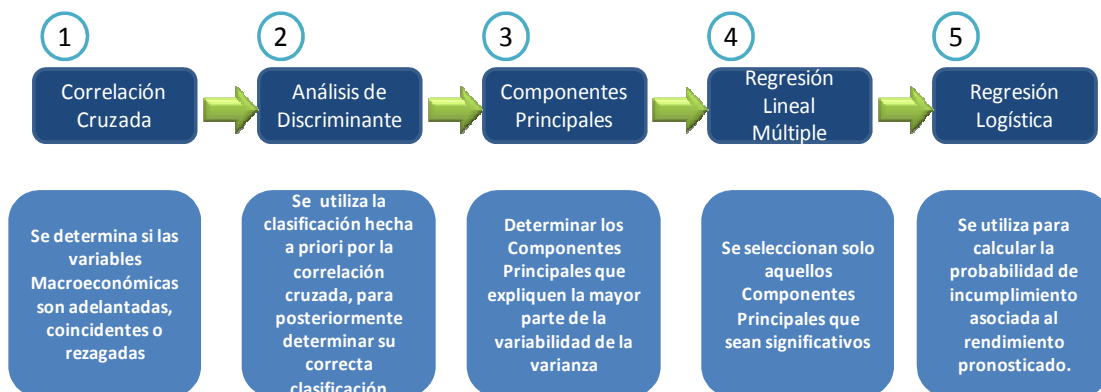 1
2
3
4
5
Correlación
Cruzada
Análisis de
Discriminante
Componentes
Principales
Regresión
Lineal
Múltiple
Regresión
Logística
Se determina si las
variables
Macroeconómicas
son adelantadas,
coincidentes o
rezagadas
Se utiliza la
clasificación hecha
a priori por la
correlación
cruzada, para
posteriormente
determinar su
correcta
clasificación
Determinar los
Componentes
Principales que
expliquen la mayor
parte de la
variabilidad de la
varianza
Se seleccionan solo
aquellos
Componentes
Principales que
sean significativos
Se utiliza para
calcular la
probabilidad de
incumplimiento
asociada al
rendimiento
pronosticado.